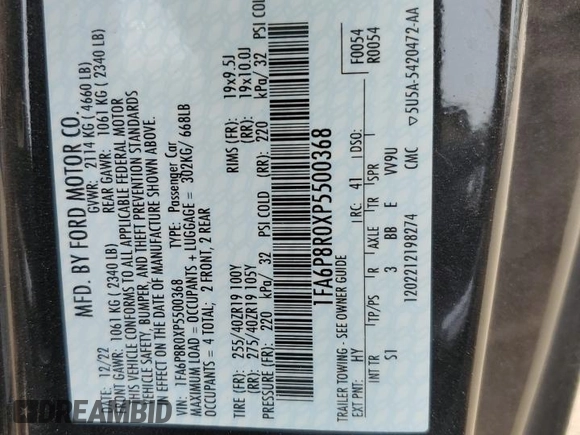 MFD. BY FORD MOTOR CO.
DATE: 12/22 GVWR: 2114 KG ( 4660 LB)
FRONT GAWR: 1061 KG ( 2340 LB) REAR GAWR: 1061 KG ( 2340 LB)
THIS VEHICLE CONFORMS TO ALL APPLICABLE FEDERAL MOTOR
VEHICLE SAFETY, BUMPER, AND THEFT PREVENTION STANDARDS
IN EFFECT ON THE DATE OF MANUFACTURE SHOWN ABOVE.
VIN: 1FA6P8R0XP5500368 TYPE: Passenger Car
MAXIMUM LOAD = OCCUPANTS + LUGGAGE = 302KG/ 668LB
OCCUPANTS = 4 TOTAL; 2 FRONT, 2 REAR
TIRE (FR): 255/40ZR19 100Y RIMS (FR): 19x9.5J
(RR): 275/40ZR19 105Y (RR): 19x10.0J
PRESSURE (FR): 220 kPa/ 32 PSI COLD (RR): 220 kPa/ 32 PSI COLD
1FA6P8R0XP5500368
F0054
R0054
TRAILER TOWING - SEE OWNER GUIDE
EXT PNT: HY RC: 41 DSO:
INT TR TP/PS R AXLE TR SPR
S1 3 BB E VV9U
1202212198274 CMC ▽5U5A-5420472-AA
DREAMBID